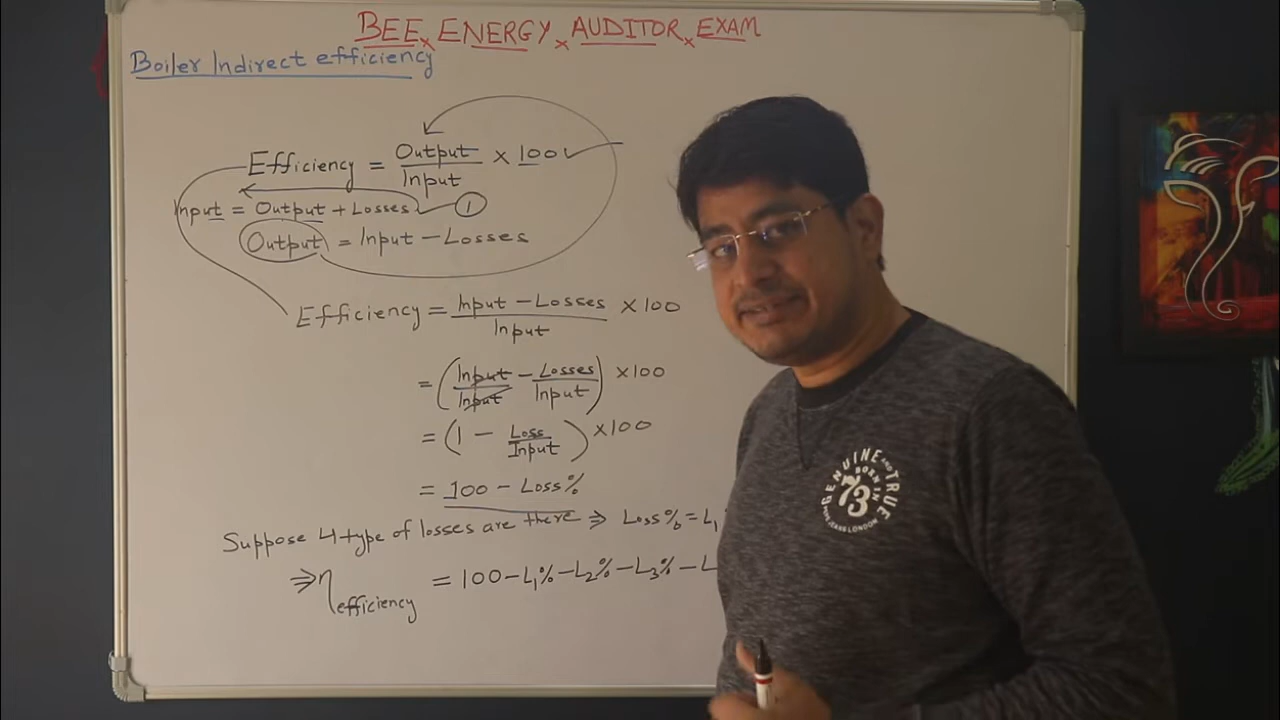 BEE x ENERGY x AUDITOR x EXAM
Boiler Indirect efficiency
Efficiency = Output / Input × 100
Input = Output + Losses ①
Output = Input - Losses
Efficiency = Input - Losses / Input × 100
= (Input / Input - Losses / Input) × 100
= (1 - Loss / Input) × 100
= 100 - Loss%
Suppose 4 type of losses are there ⇒ Loss% = L₁
⇒ η efficiency = 100 - L₁% - L₂% - L₃% - L
GENUINE AND TRUE
BORN IN
73